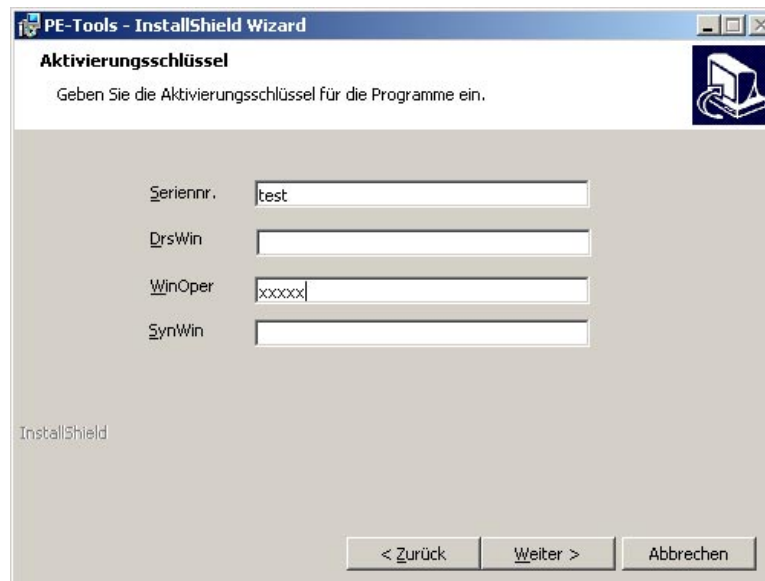 PE-Tools - InstallShield Wizard
Aktivierungsschlüssel
Geben Sie die Aktivierungsschlüssel für die Programme ein.
Seriennr. test
DrsWin
WinOper xxxxx
SynWin
InstallShield
< Zurück Weiter > Abbrechen